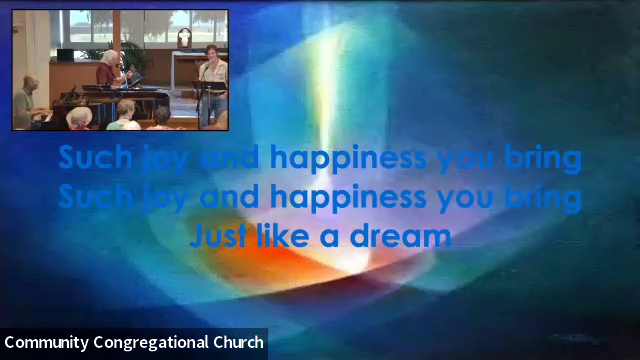 Such joy and happiness you bring
Such joy and happiness you bring
Just like a dream
Community Congregational Church